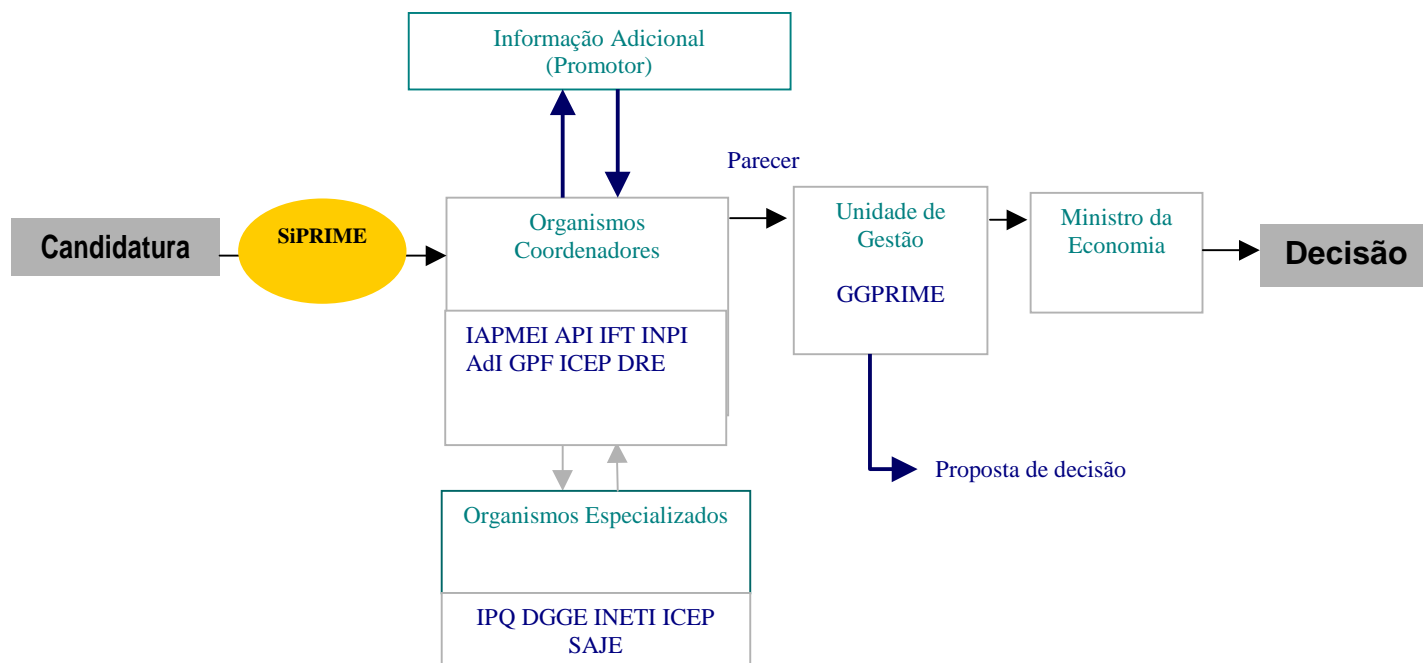 Informação Adicional
(Promotor)
Parecer
Candidatura
SiPRIME
Organismos
Coordenadores
IAPMEI API IFT INPI
AdI GPF ICEP DRE
Unidade de
Gestão
GGPRIME
Ministro da
Economia
Decisão
Proposta de decisão
Organismos Especializados
IPQ DGGE INETI ICEP
SAJE